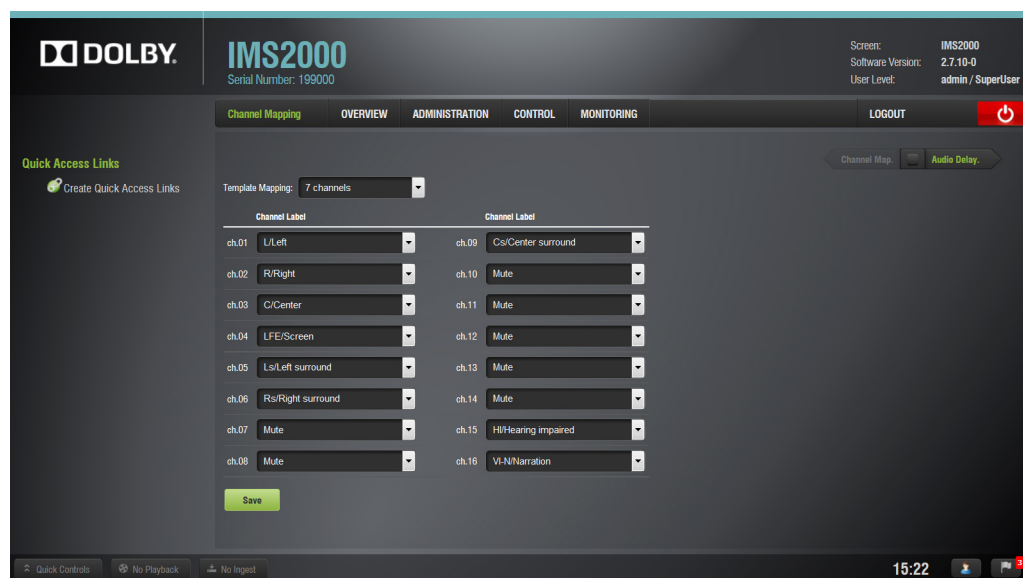 DOLBY.
IMS2000
Serial Number: 199000
Screen: IMS2000
Software Version: 2.7.10-0
User Level: admin / SuperUser
Channel Mapping OVERVIEW ADMINISTRATION CONTROL MONITORING LOGOUT
Quick Access Links
Create Quick Access Links
Channel Map. Audio Delay.
Template Mapping: 7 channels
Channel Label Channel Label
ch.01 L/Left ch.09 Cs/Center surround
ch.02 R/Right ch.10 Mute
ch.03 C/Center ch.11 Mute
ch.04 LFE/Screen ch.12 Mute
ch.05 Ls/Left surround ch.13 Mute
ch.06 Rs/Right surround ch.14 Mute
ch.07 Mute ch.15 HI/Hearing impaired
ch.08 Mute ch.16 VI-N/Narration
Save
Quick Controls No Playback No Ingest 15:22 3